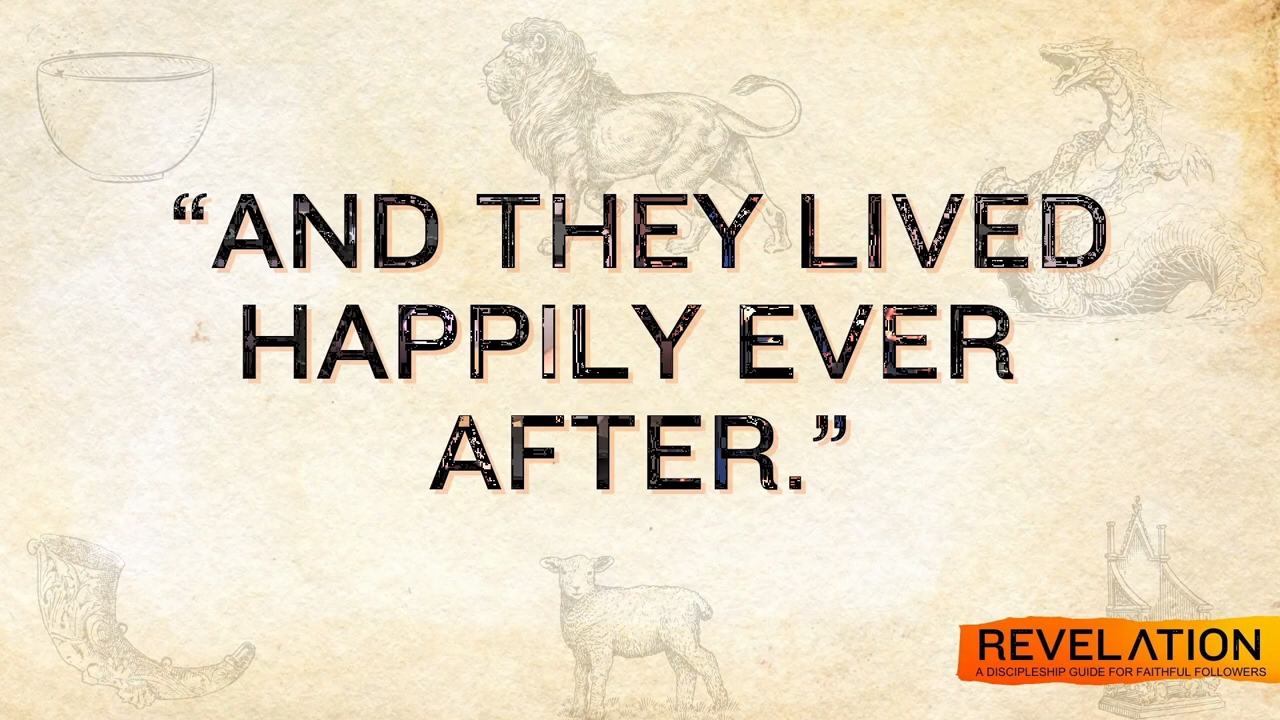 “AND THEY LIVED
HAPPILY EVER
AFTER.”
REVELATION
A DISCIPLESHIP GUIDE FOR FAITHFUL FOLLOWERS